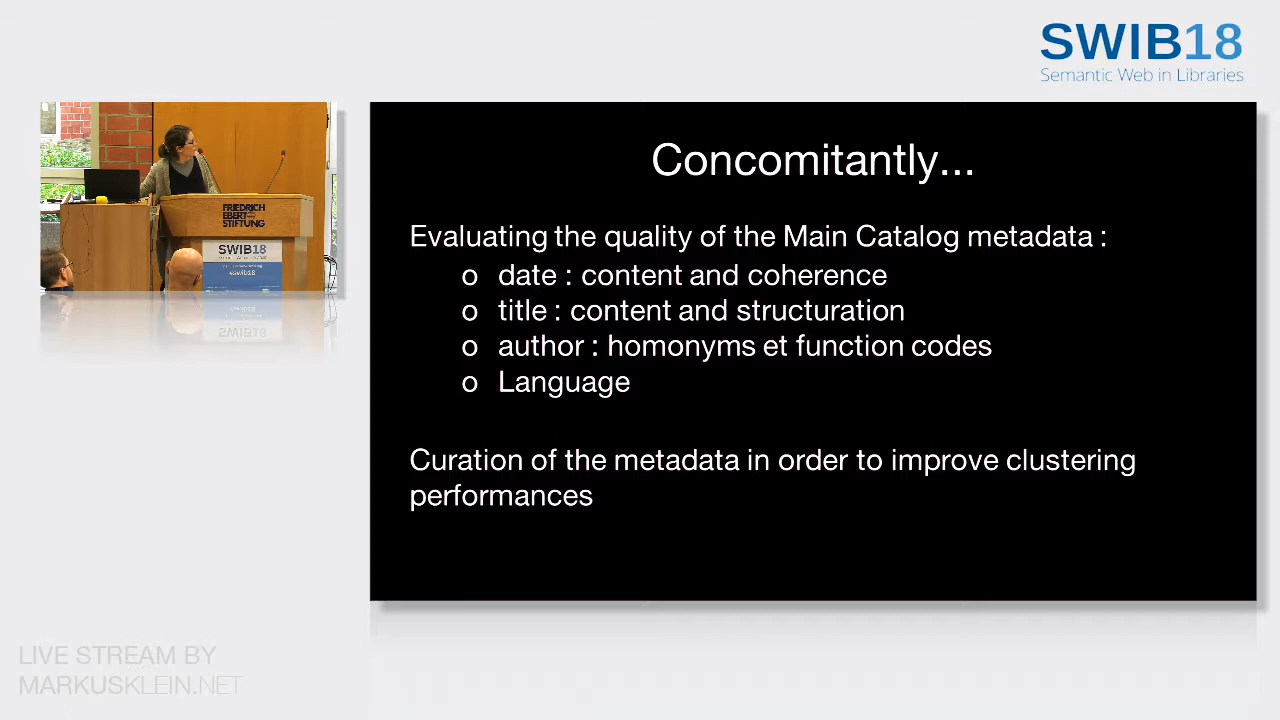 SWIB18
Semantic Web in Libraries
FRIEDRICH
EBERT
STIFTUNG
SWIB18
#swib18
Concomitantly...
Evaluating the quality of the Main Catalog metadata :
o date : content and coherence
o title : content and structuration
o author : homonyms et function codes
o Language
Curation of the metadata in order to improve clustering
performances
LIVE STREAM BY
MARKUSKLEIN.NET